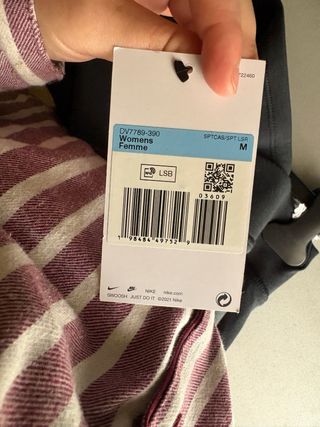 722460
DV7789-390
SPTCAS/SPT LSR
Womens
Femme
M
LSB
03609
1 98484 49752 9
NIKE nike.com
SWOOSH JUST DO IT ©2021 Nike